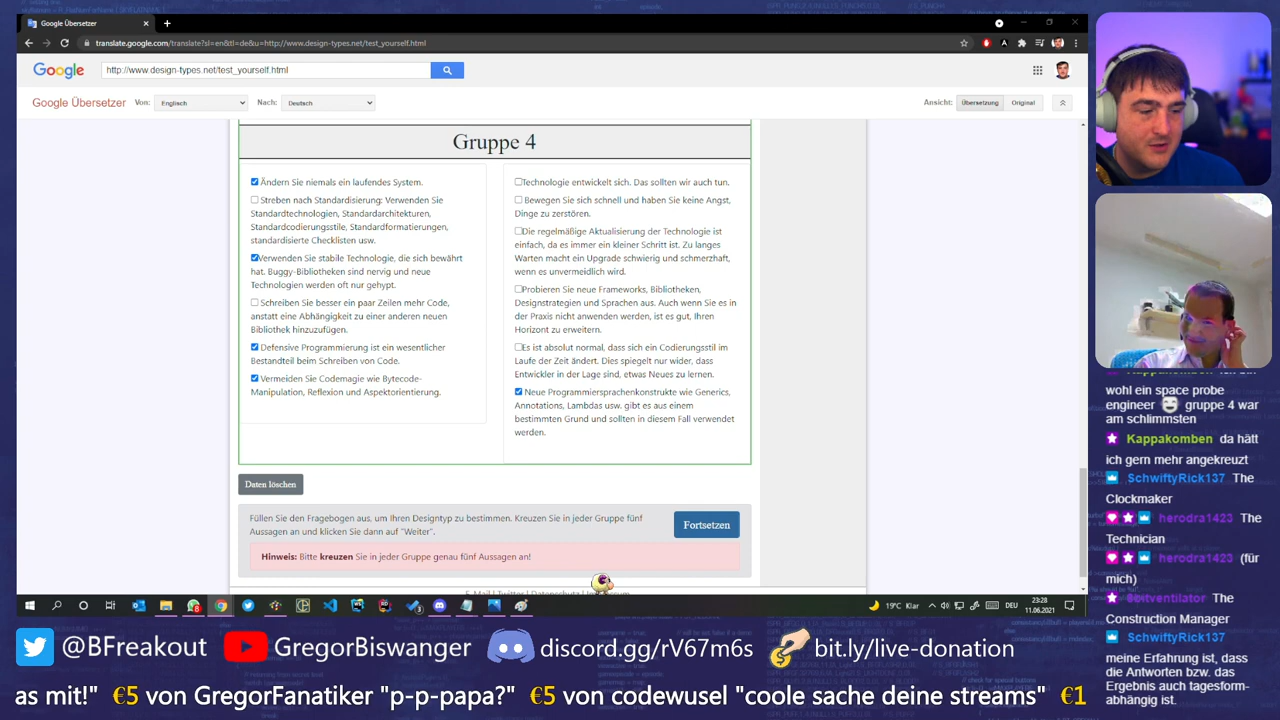 Google Übersetzer
translate.google.com/translate?sl=en&tl=de&u=http://www.design-types.net/test_yourself.html
Google
http://www.design-types.net/test_yourself.html
Google Übersetzer
Von:
Englisch
Nach:
Deutsch
Ansicht:
Übersetzung
Original
Gruppe 4
Ändern Sie niemals ein laufendes System.
Streben nach Standardisierung: Verwenden Sie
Standardtechnologien, Standardarchitekturen,
Standardcodierungsstile, Standardformatierungen,
standardisierte Checklisten usw.
Verwenden Sie stabile Technologie, die sich bewährt
hat. Buggy-Bibliotheken sind nervig und neue
Technologien werden oft nur gehypt.
Schreiben Sie besser ein paar Zeilen mehr Code,
anstatt eine Abhängigkeit zu einer anderen neuen
Bibliothek hinzuzufügen.
Defensive Programmierung ist ein wesentlicher
Bestandteil beim Schreiben von Code.
Vermeiden Sie Codemagie wie Bytecode-
Manipulation, Reflexion und Aspektorientierung.
Technologie entwickelt sich. Das sollten wir auch tun.
Bewegen Sie sich schnell und haben Sie keine Angst,
Dinge zu zerstören.
Die regelmäßige Aktualisierung der Technologie ist
einfach, da es immer ein kleiner Schritt ist. Zu langes
Warten macht ein Upgrade schwierig und schmerzhaft,
wenn es unvermeidlich wird.
Probieren Sie neue Frameworks, Bibliotheken,
Designstrategien und Sprachen aus. Auch wenn Sie es in
der Praxis nicht anwenden werden, ist es gut, Ihren
Horizont zu erweitern.
Es ist absolut normal, dass sich ein Codierungsstil im
Laufe der Zeit ändert. Dies spiegelt nur wider, dass
Entwickler in der Lage sind, etwas Neues zu lernen.
Neue Programmiersprachenkonstrukte wie Generics,
Annotations, Lambdas usw. gibt es aus einem
bestimmten Grund und sollten in diesem Fall verwendet
werden.
Daten löschen
Füllen Sie den Fragebogen aus, um Ihren Designtyp zu bestimmen. Kreuzen Sie in jeder Gruppe fünf
Aussagen an und klicken Sie dann auf "Weiter".
Fortsetzen
Hinweis: Bitte kreuzen Sie in jeder Gruppe genau fünf Aussagen an!
E-Mail | Twitter | Datenschutz |
19°C Klar
DEU
23:28
11.06.2021
wohl ein space probe
engineer gruppe 4 war
am schlimmsten
Kappakomben da hätt
ich gern mehr angekreuzt
SchwiftyRick137 The
Clockmaker
herodra1423 The
Technician
herodra1423 (für
mich)
8bitventilator The
Construction Manager
SchwiftyRick137
meine Erfahrung ist, dass
die Antworten bzw. das
Ergebnis auch tagesform-
abhängig ist.
@BFreakout
GregorBiswanger
discord.gg/rV67m6s
bit.ly/live-donation
as mit!" €5 von GregorFanatiker "p-p-papa?" €5 von codewusel "coole sache deine streams" €1